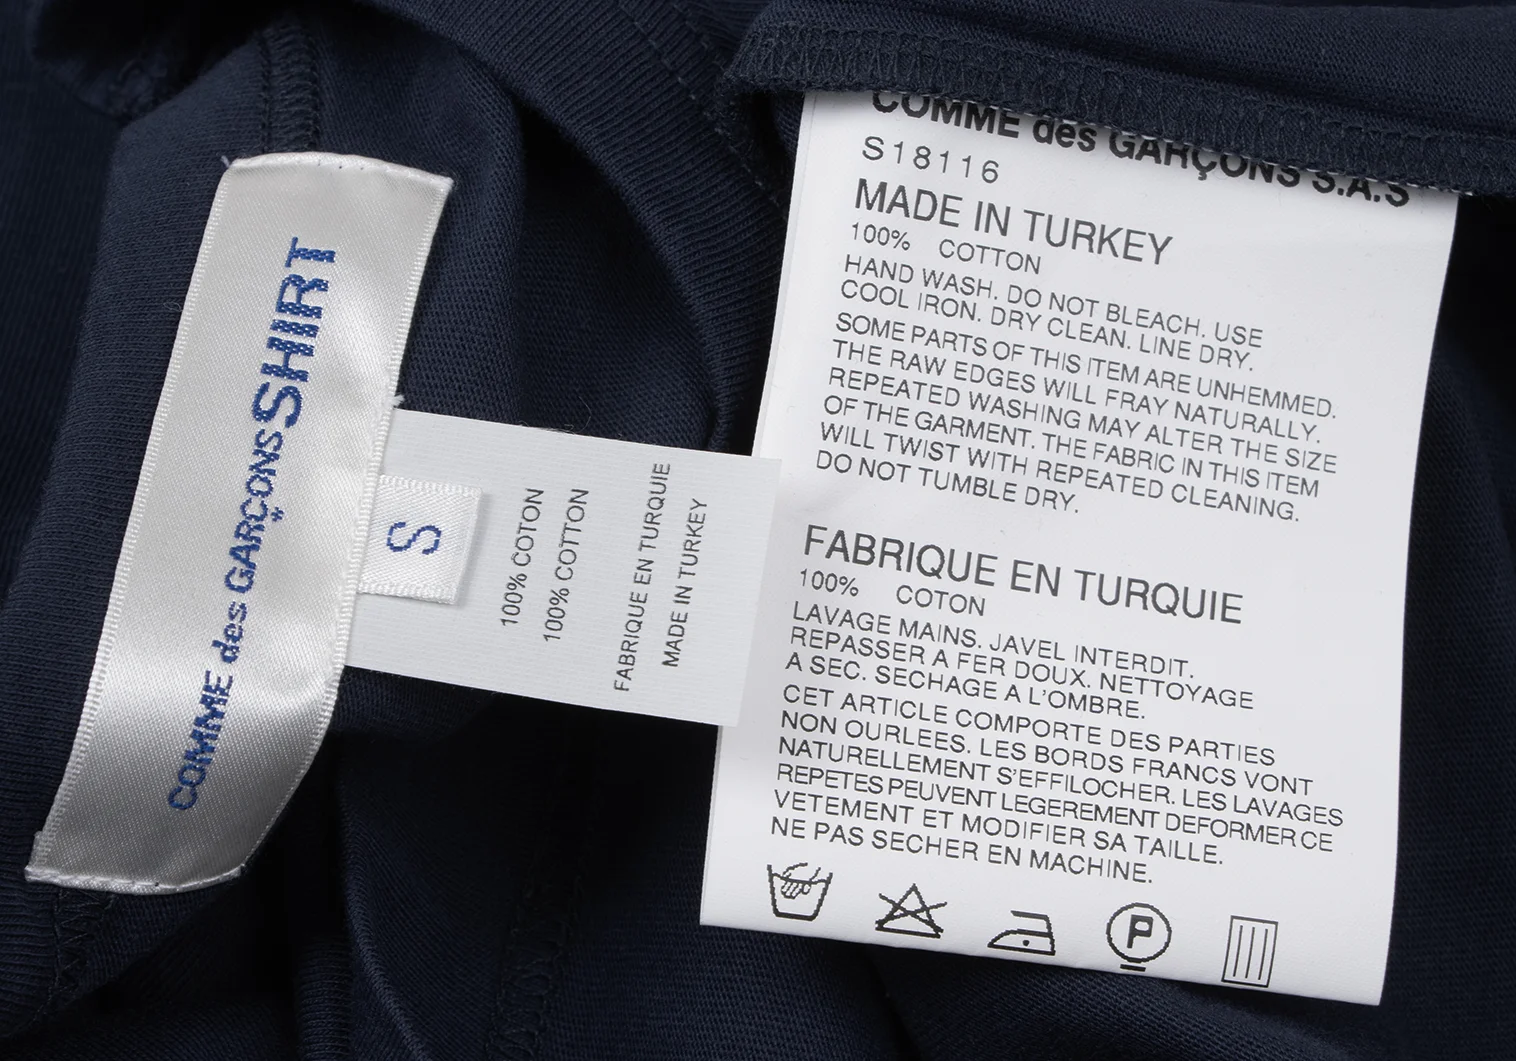 COMME des GARÇONS SHIRT
S
100% COTON
100% COTTON
FABRIQUE EN TURQUIE
MADE IN TURKEY
COMME des GARÇONS S.A.S
S18116
MADE IN TURKEY
100% COTTON
HAND WASH. DO NOT BLEACH. USE
COOL IRON. DRY CLEAN. LINE DRY.
SOME PARTS OF THIS ITEM ARE UNHEMMED.
THE RAW EDGES WILL FRAY NATURALLY.
REPEATED WASHING MAY ALTER THE SIZE
OF THE GARMENT. THE FABRIC IN THIS ITEM
WILL TWIST WITH REPEATED CLEANING.
DO NOT TUMBLE DRY.
FABRIQUE EN TURQUIE
100% COTON
LAVAGE MAINS. JAVEL INTERDIT.
REPASSER A FER DOUX. NETTOYAGE
A SEC. SECHAGE A L'OMBRE.
CET ARTICLE COMPORTE DES PARTIES
NON OURLEES. LES BORDS FRANCS VONT
NATURELLEMENT S'EFFILOCHER. LES LAVAGES
REPETES PEUVENT LEGEREMENT DEFORMER CE
VETEMENT ET MODIFIER SA TAILLE.
NE PAS SECHER EN MACHINE.
P